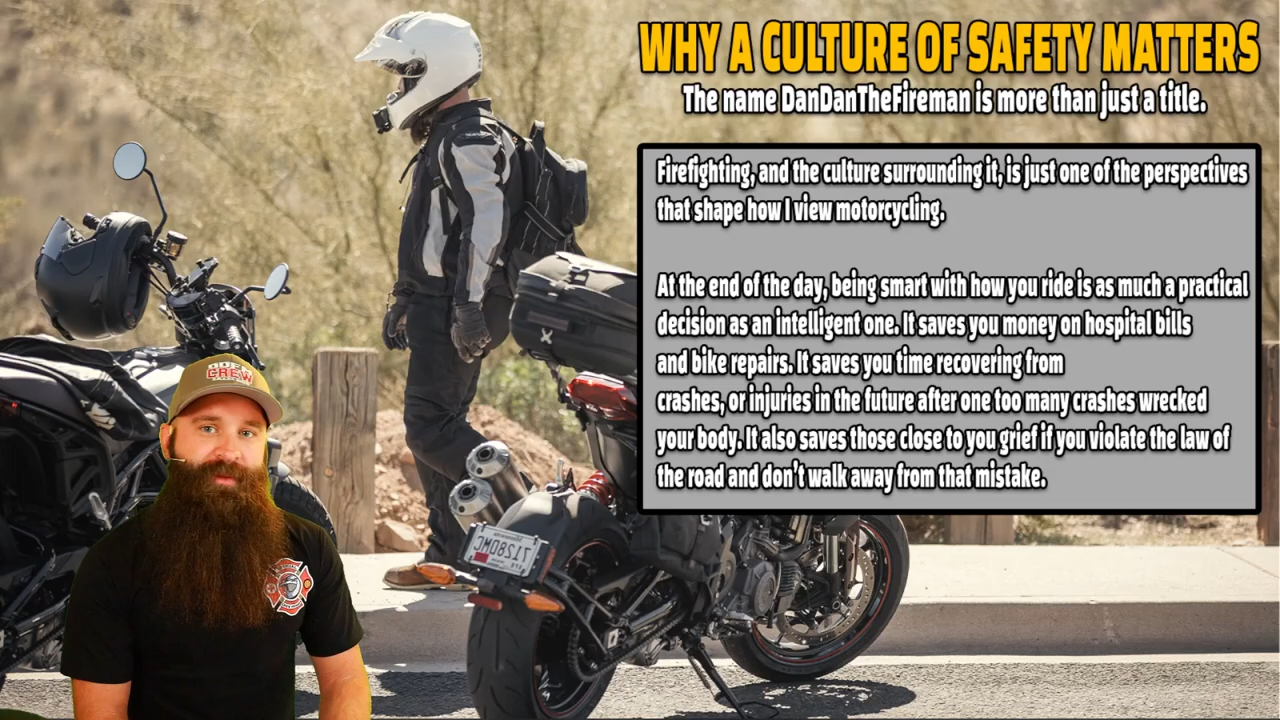 WHY A CULTURE OF SAFETY MATTERS
The name DanDanTheFireman is more than just a title.
Firefighting, and the culture surrounding it, is just one of the perspectives
that shape how I view motorcycling.
At the end of the day, being smart with how you ride is as much a practical
decision as an intelligent one. It saves you money on hospital bills
and bike repairs. It saves you time recovering from
crashes, or injuries in the future after one too many crashes wrecked
your body. It also saves those close to you grief if you violate the law of
the road and don't walk away from that mistake.
CREW